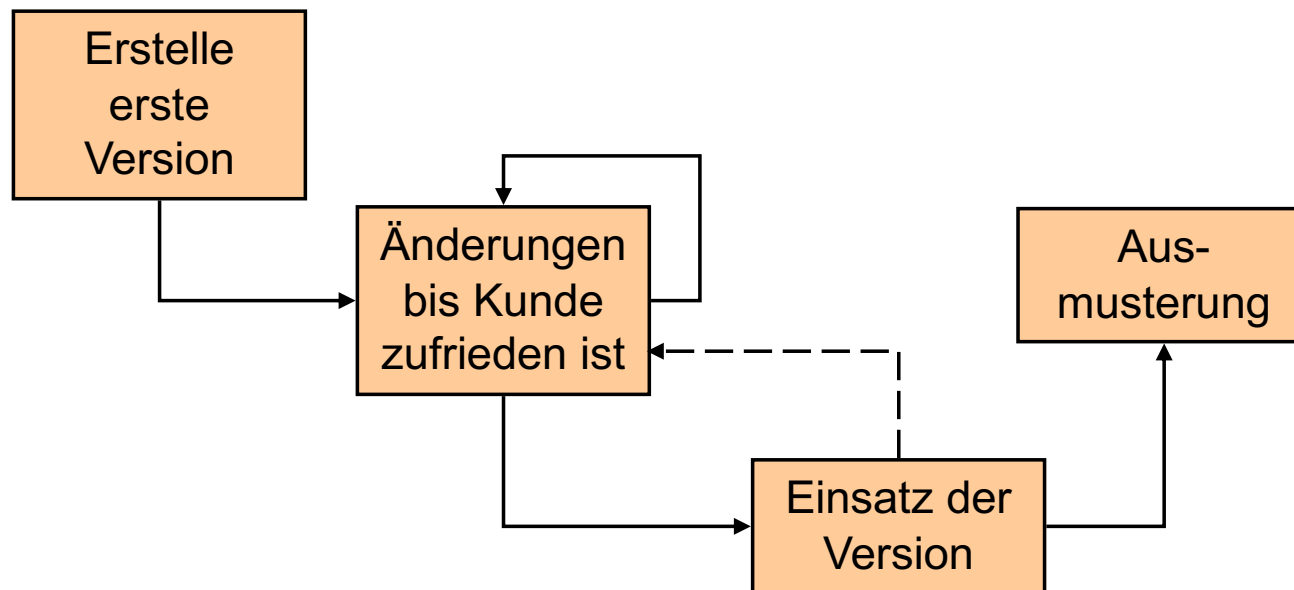 Erstelle
erste
Version
Änderungen
bis Kunde
zufrieden ist
Aus-
musterung
Einsatz der
Version